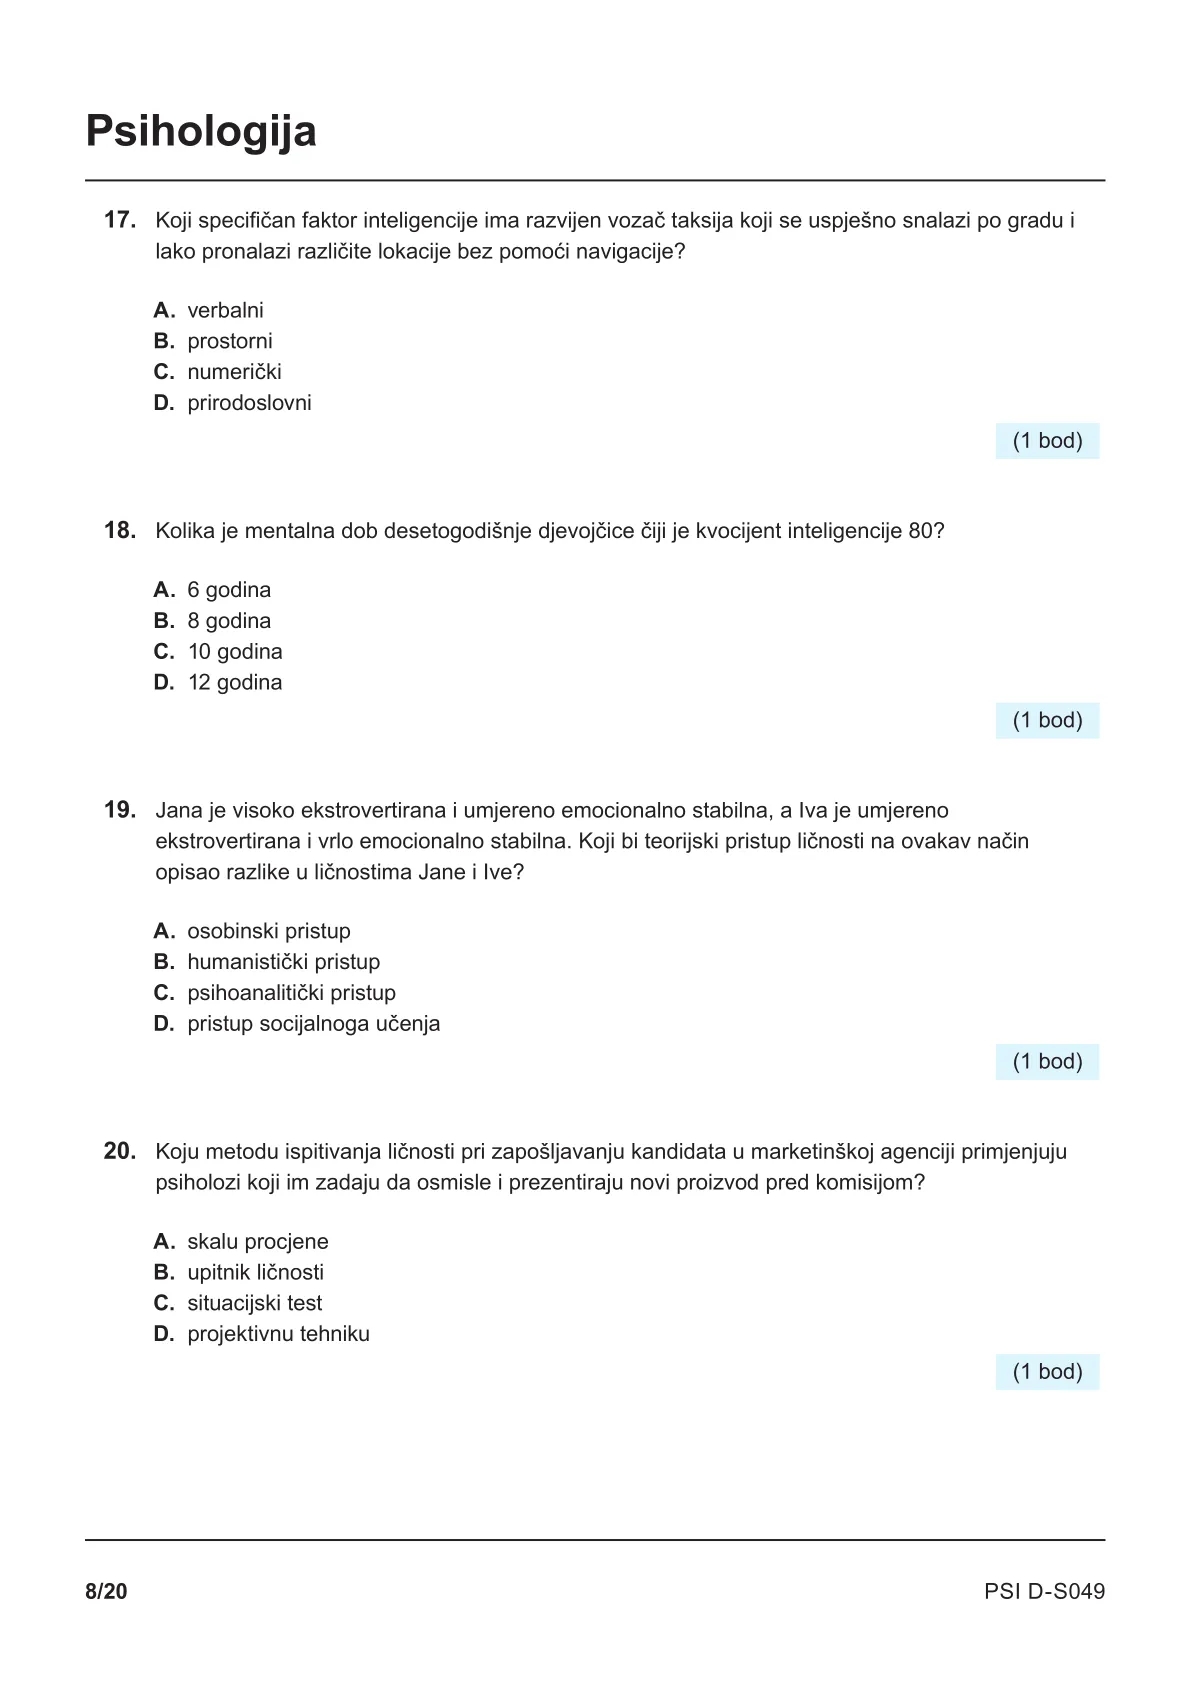 Psihologija
17. Koji specifičan faktor inteligencije ima razvijen vozač taksija koji se uspješno snalazi po gradu i
lako pronalazi različite lokacije bez pomoći navigacije?
A. verbalni
B. prostorni
C. numerički
D. prirodoslovni
(1 bod)
18. Kolika je mentalna dob desetogodišnje djevojčice čiji je kvocijent inteligencije 80?
A. 6 godina
B. 8 godina
C. 10 godina
D. 12 godina
(1 bod)
19. Jana je visoko ekstrovertirana i umjereno emocionalno stabilna, a Iva je umjereno
ekstrovertirana i vrlo emocionalno stabilna. Koji bi teorijski pristup ličnosti na ovakav način
opisao razlike u ličnostima Jane i Ive?
A. osobinski pristup
B. humanistički pristup
C. psihoanalitički pristup
D. pristup socijalnoga učenja
(1 bod)
20. Koju metodu ispitivanja ličnosti pri zapošljavanju kandidata u marketinškoj agenciji primjenjuju
psiholozi koji im zadaju da osmisle i prezentiraju novi proizvod pred komisijom?
A. skalu procjene
B. upitnik ličnosti
C. situacijski test
D. projektivnu tehniku
(1 bod)
8/20 PSI D-S049